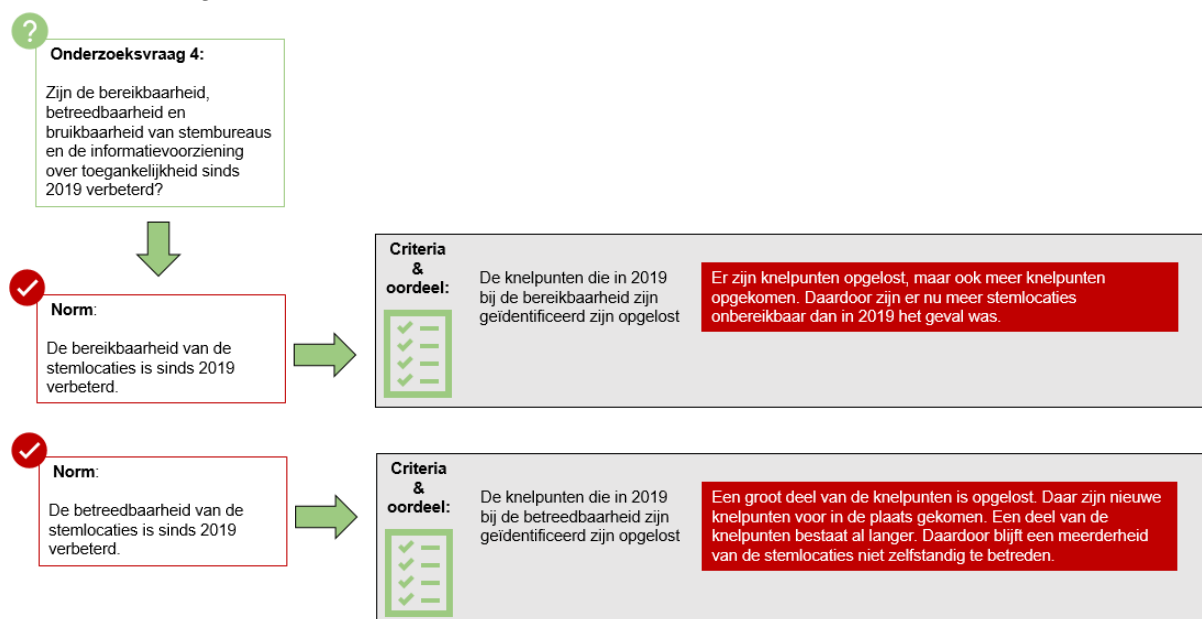 Onderzoeksvraag 4:
Zijn de bereikbaarheid,
betreedbaarheid en
bruikbaarheid van stembureaus
en de informatievoorziening
over toegankelijkheid sinds
2019 verbeterd?
Norm:
De bereikbaarheid van de
stemlocaties is sinds 2019
verbeterd.
Criteria
&
oordeel:
De knelpunten die in 2019
bij de bereikbaarheid zijn
geïdentificeerd zijn opgelost
Er zijn knelpunten opgelost, maar ook meer knelpunten
opgekomen. Daardoor zijn er nu meer stemlocaties
onbereikbaar dan in 2019 het geval was.
Norm:
De betreedbaarheid van de
stemlocaties is sinds 2019
verbeterd.
Criteria
&
oordeel:
De knelpunten die in 2019
bij de betreedbaarheid zijn
geïdentificeerd zijn opgelost
Een groot deel van de knelpunten is opgelost. Daar zijn nieuwe
knelpunten voor in de plaats gekomen. Een deel van de
knelpunten bestaat al langer. Daardoor blijft een meerderheid
van de stemlocaties niet zelfstandig te betreden.